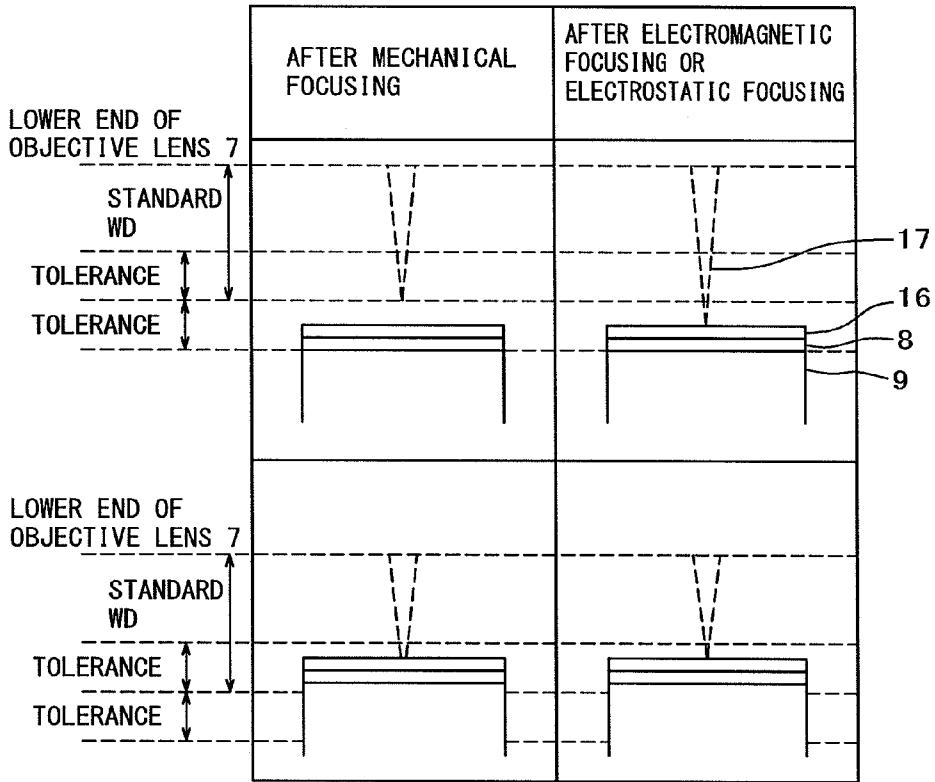 AFTER MECHANICAL
FOCUSING
AFTER ELECTROMAGNETIC
FOCUSING OR
ELECTROSTATIC FOCUSING
LOWER END OF
OBJECTIVE LENS 7
STANDARD
WD
TOLERANCE
TOLERANCE
17
16
8
9
LOWER END OF
OBJECTIVE LENS 7
STANDARD
WD
TOLERANCE
TOLERANCE